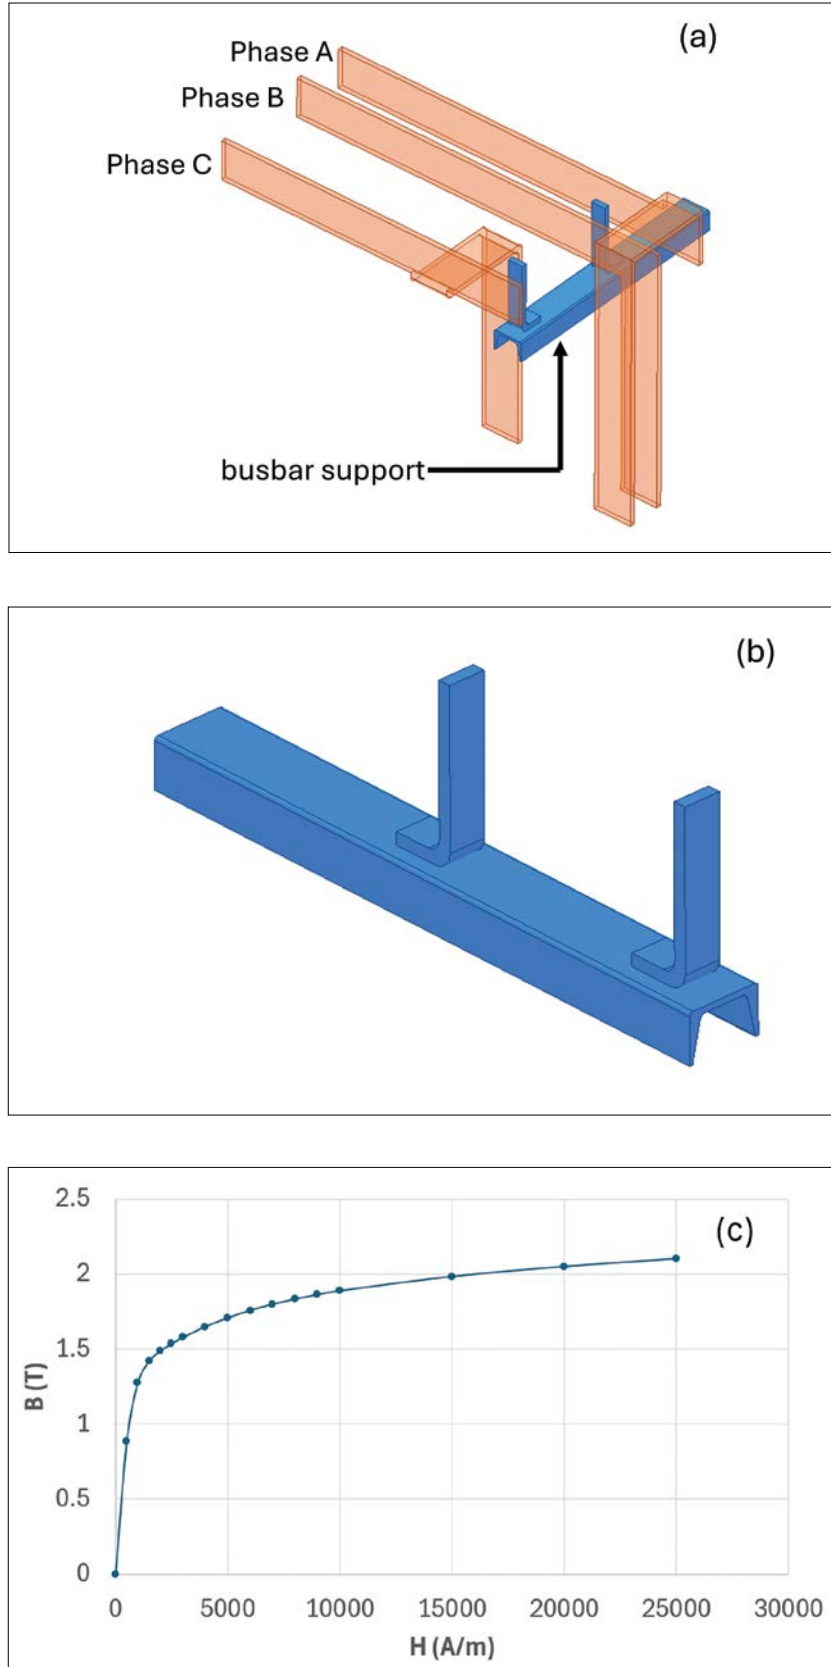 (a)
Phase A
Phase B
Phase C
busbar support
(b)
(c)
2.5
2
1.5
1
0.5
0
B (T)
0 5000 10000 15000 20000 25000 30000
H (A/m)